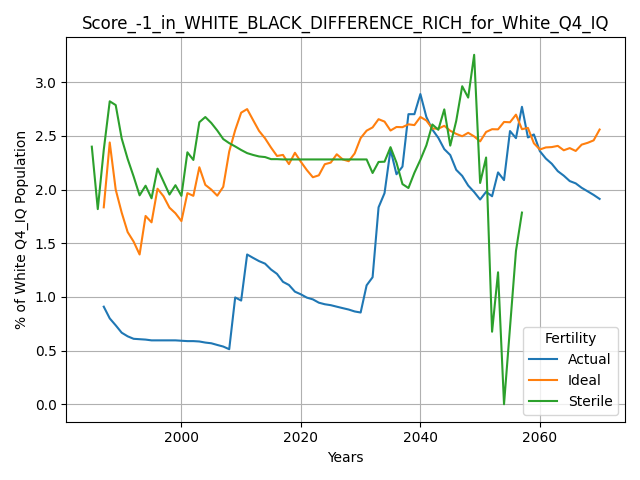 Score_-1_in_WHITE_BLACK_DIFFERENCE_RICH_for_White_Q4_IQ
% of White Q4_IQ Population
3.0
2.5
2.0
1.5
1.0
0.5
0.0
2000
2020
2040
2060
Years
Fertility
Actual
Ideal
Sterile